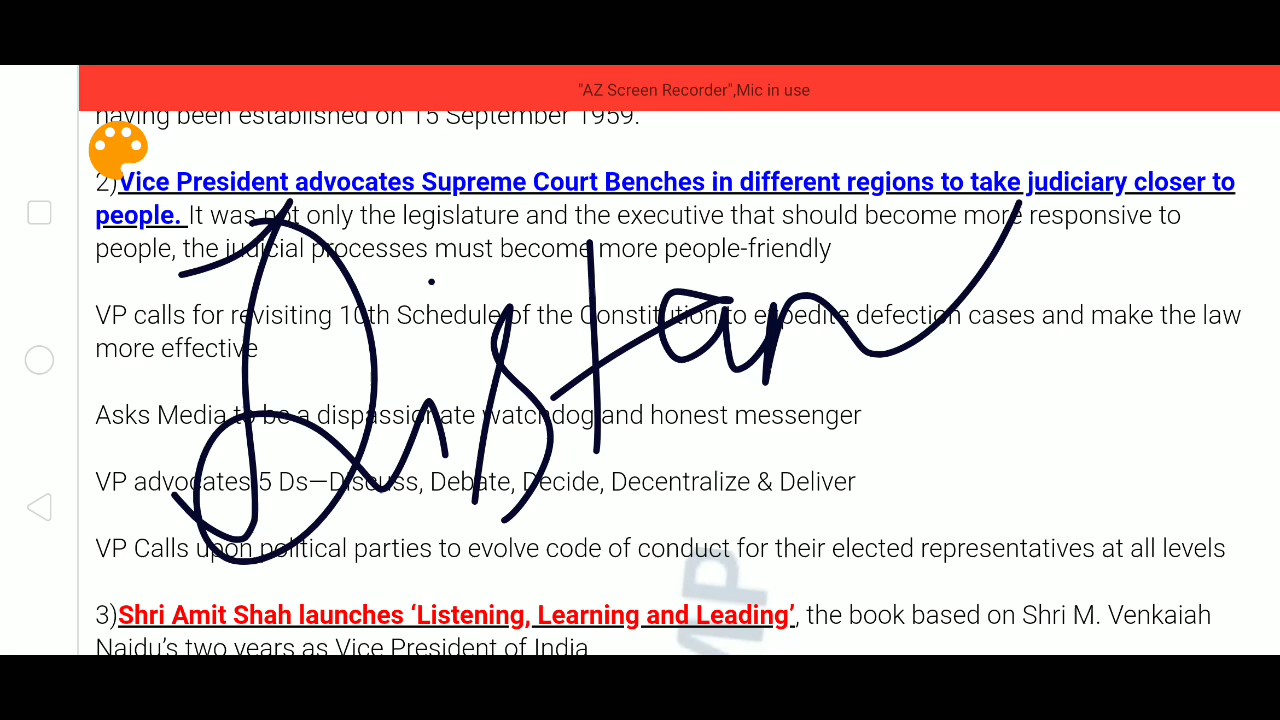 "AZ Screen Recorder",Mic in use
having been established on 15 September 1959.
2)Vice President advocates Supreme Court Benches in different regions to take judiciary closer to
people. It was not only the legislature and the executive that should become more responsive to
people, the judicial processes must become more people-friendly
VP calls for revisiting 10th Schedule of the Constitution to expedite defection cases and make the law
more effective
Asks Media to be a dispassionate watchdog and honest messenger
VP advocates 5 Ds—Discuss, Debate, Decide, Decentralize & Deliver
VP Calls upon political parties to evolve code of conduct for their elected representatives at all levels
3)Shri Amit Shah launches ‘Listening, Learning and Leading’, the book based on Shri M. Venkaiah
Naidu’s two years as Vice President of India